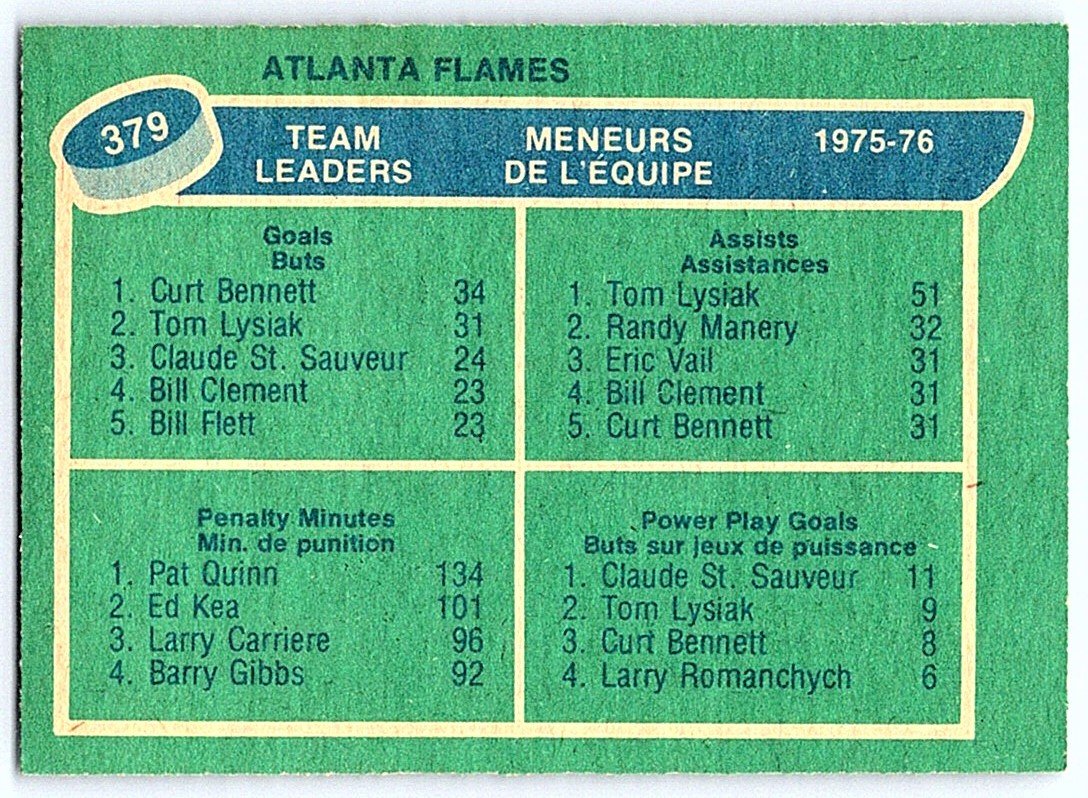 ATLANTA FLAMES
379
TEAM LEADERS
MENEURS DE L'ÉQUIPE
1975-76
Goals
Buts
1. Curt Bennett 34
2. Tom Lysiak 31
3. Claude St. Sauveur 24
4. Bill Clement 23
5. Bill Flett 23
Assists
Assistances
1. Tom Lysiak 51
2. Randy Manery 32
3. Eric Vail 31
4. Bill Clement 31
5. Curt Bennett 31
Penalty Minutes
Min. de punition
1. Pat Quinn 134
2. Ed Kea 101
3. Larry Carriere 96
4. Barry Gibbs 92
Power Play Goals
Buts sur jeux de puissance
1. Claude St. Sauveur 11
2. Tom Lysiak 9
3. Curt Bennett 8
4. Larry Romanchych 6